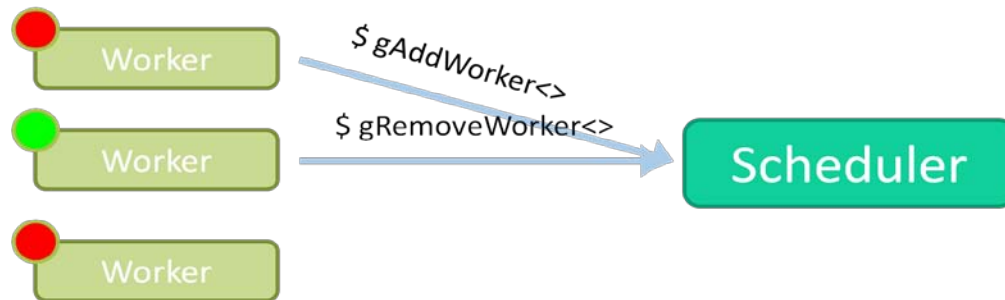 Worker
$ gAddWorker<>
$ gRemoveWorker<>
Worker
Scheduler
Worker